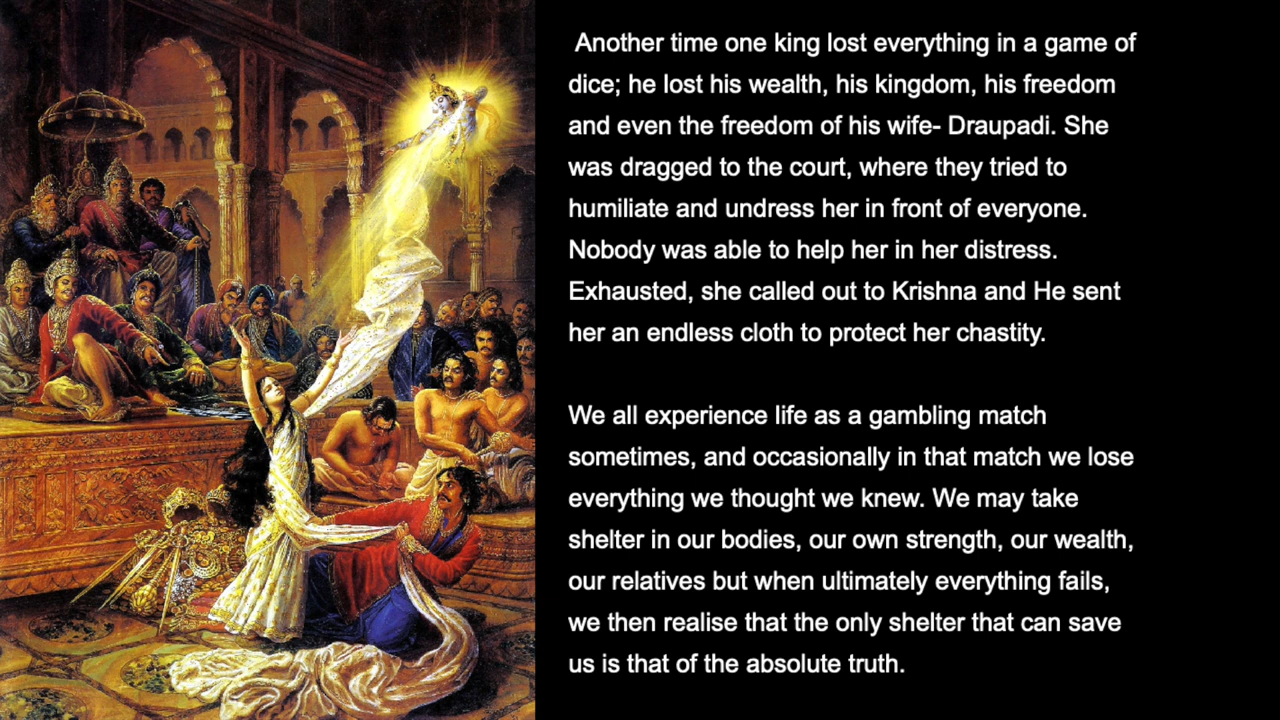 Another time one king lost everything in a game of
dice; he lost his wealth, his kingdom, his freedom
and even the freedom of his wife- Draupadi. She
was dragged to the court, where they tried to
humiliate and undress her in front of everyone.
Nobody was able to help her in her distress.
Exhausted, she called out to Krishna and He sent
her an endless cloth to protect her chastity.
We all experience life as a gambling match
sometimes, and occasionally in that match we lose
everything we thought we knew. We may take
shelter in our bodies, our own strength, our wealth,
our relatives but when ultimately everything fails,
we then realise that the only shelter that can save
us is that of the absolute truth.